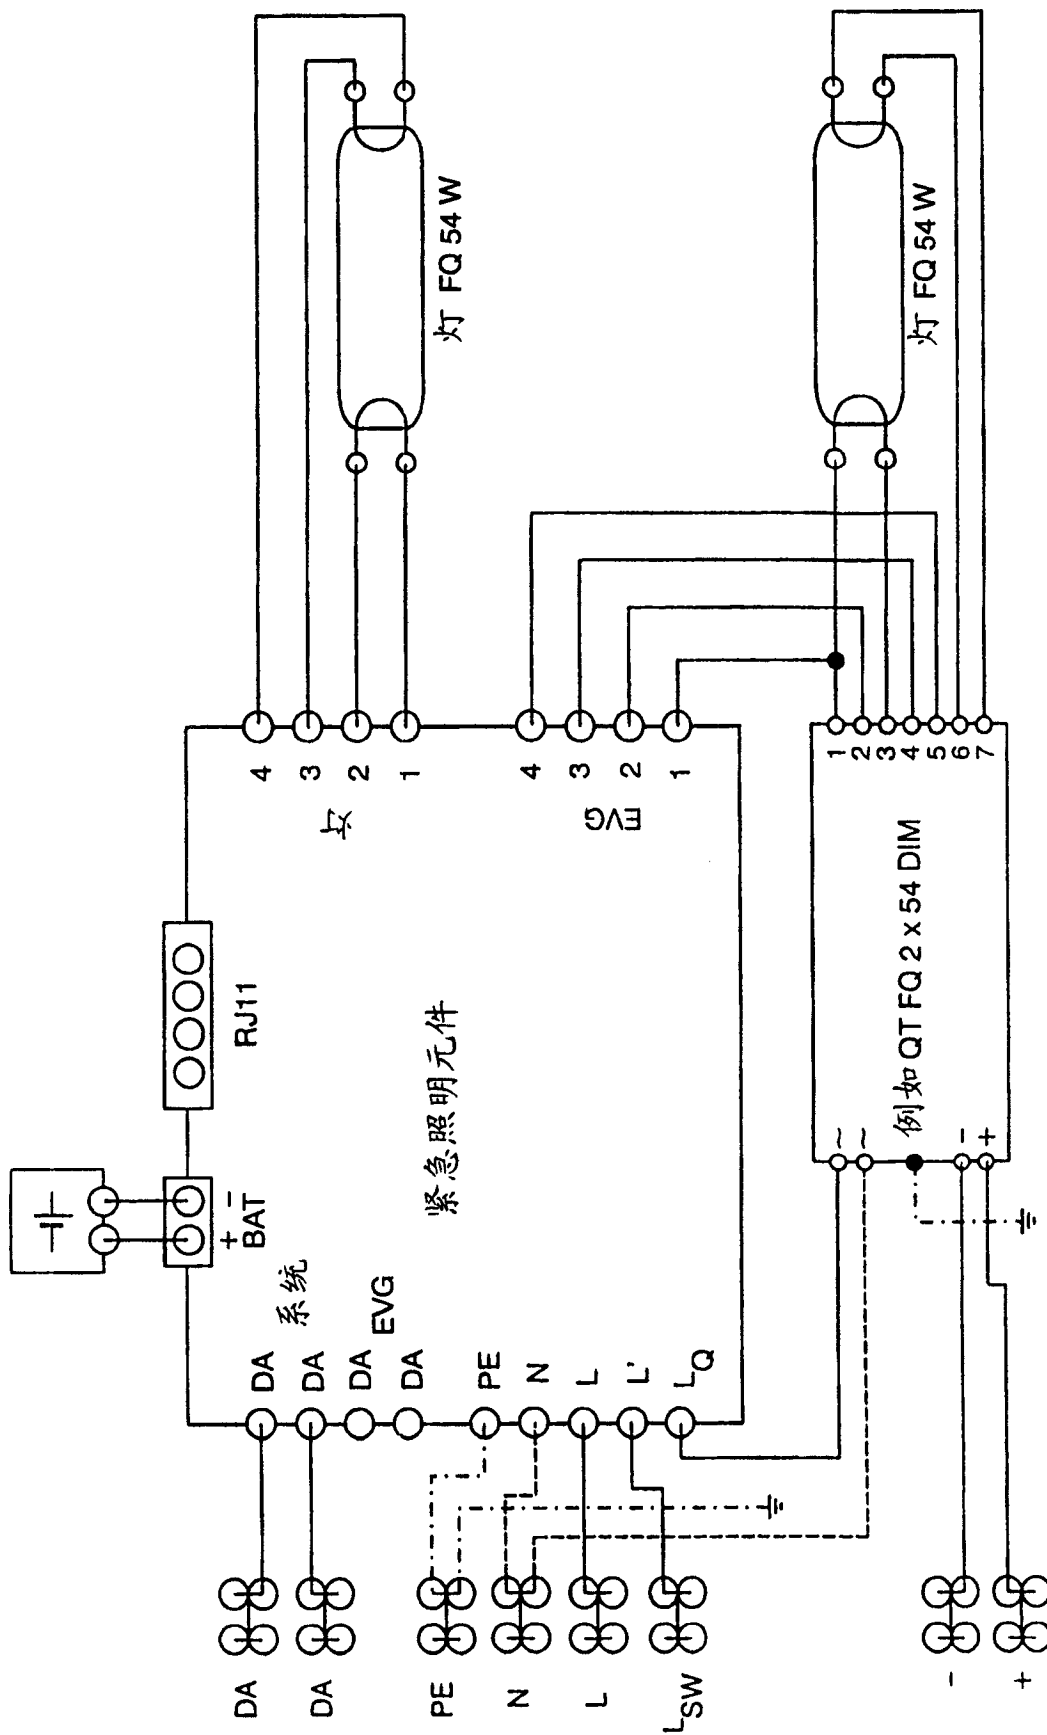 DA
DA
PE
N
L
LSW
-
+
DA
DA
系统
DA
DA
EVG
PE
N
L
L'
LQ
+ -
BAT
RJ11
紧急照明元件
4
3
2
1
EVG
4
3
2
1
灯 FQ 54 W
~
~
-
+
例如 QT FQ 2 x 54 DIM
1
2
3
4
5
6
7
灯 FQ 54 W